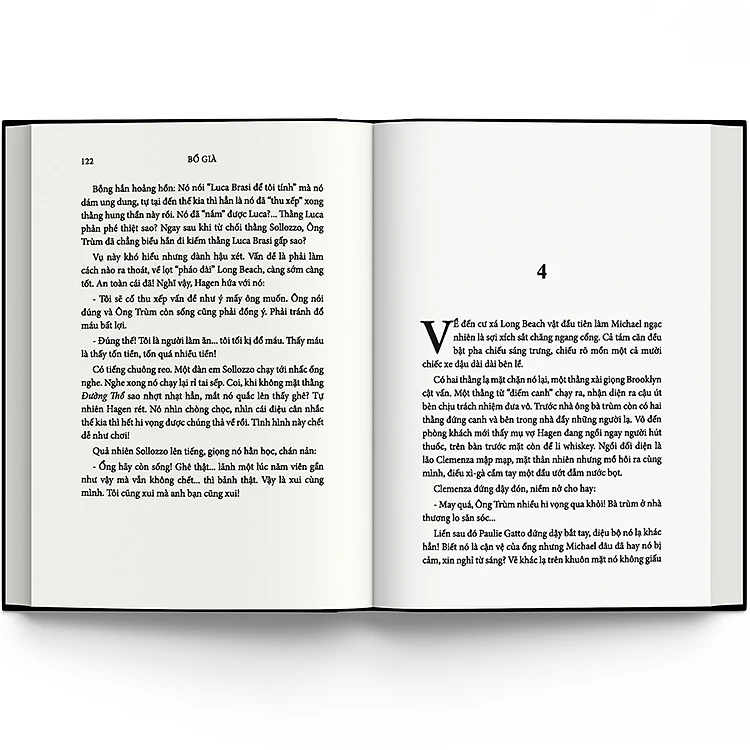 122 BỐ GIÀ
Bỗng hắn hoảng hồn: Nó nói “Luca Brasi để tôi tính” mà nó
dám ung dung, tự tại đến thế kia thì hẳn là nó đã “thu xếp” xong
thằng hung thần này rồi. Nó đã “nắm” được Luca?... Thằng Luca
phản phé thiệt sao? Ngay sau khi từ chối thằng Sollozzo, Ông
Trùm đã chẳng biểu hắn đi kiếm thằng Luca Brasi gấp sao?
Vụ này khó hiểu nhưng đành hậu xét. Vấn đề là phải làm
cách nào ra thoát, về lọt “pháo đài” Long Beach, càng sớm càng
tốt. An toàn cái đã! Nghĩ vậy, Hagen hứa với nó:
- Tôi sẽ cố thu xếp vấn đề như ý mấy ông muốn. Ông nói
đúng và Ông Trùm còn sống cũng phải đồng ý. Phải tránh đổ
máu bất lợi.
- Đúng thế! Tôi là người làm ăn... tôi tối kị đổ máu. Thấy máu
là thấy tốn tiền, tốn quá nhiều tiền!
Có tiếng chuông reo. Một đàn em Sollozzo chạy tới nhấc ống
nghe. Nghe xong nó chạy lại rỉ tai sếp. Coi, khi không mặt thằng
Đường Thổ sao nhợt nhạt hẳn, mắt nó quắc lên thấy ghê? Tự
nhiên Hagen rét. Nó nhìn chòng chọc, nhìn cái điệu cân nhắc
thế kia thì hết hi vọng được chúng thả về rồi. Tình hình này chết
dễ như chơi!
Quả nhiên Sollozzo lên tiếng, giọng nó hằn học, chán nản:
- Ổng hãy còn sống! Ghê thật... lãnh một lúc năm viên gần
như vậy mà vẫn không chết... thì bảnh thật. Vậy là xui cùng
mình. Tôi cũng xui mà anh bạn cũng xui!
4
VỀ đến cư xá Long Beach vật đầu tiên làm Michael ngạc
nhiên là sợi xích sắt chăng ngang cổng. Cả tám căn đều
bật pha chiếu sáng trưng, chiếu rõ mồn một cả mười
chiếc xe đậu dài dài bên lề.
Có hai thằng lạ mặt chặn nó lại, một thằng xài giọng Brooklyn
cật vấn. Một thằng từ “điếm canh” chạy ra, nhận diện ra cậu út
bèn chịu trách nhiệm đưa vô. Trước nhà ông bà trùm còn có hai
thằng đứng canh và bên trong nhà đầy những người lạ. Vô đến
phòng khách mới thấy mụ vợ Hagen đang ngồi ngay người hút
thuốc, trên bàn trước mặt còn để li whiskey. Ngồi đối diện là
lão Clemenza mập mạp, mặt thản nhiên nhưng mồ hôi ra cùng
mình, điếu xì-gà cầm tay một đầu ướt đẫm nước bọt.
Clemenza đứng dậy đón, niềm nở cho hay:
- May quá, Ông Trùm nhiều hi vọng qua khỏi! Bà trùm ở nhà
thương lo săn sóc...
Liền sau đó Paulie Gatto đứng dậy bắt tay, điệu bộ nó lạ khác
hẳn! Biết nó là cận vệ của ổng nhưng Michael đâu đã hay nó bị
cảm, xin nghỉ từ sáng? Vẻ khác lạ trên khuôn mặt nó không giấu